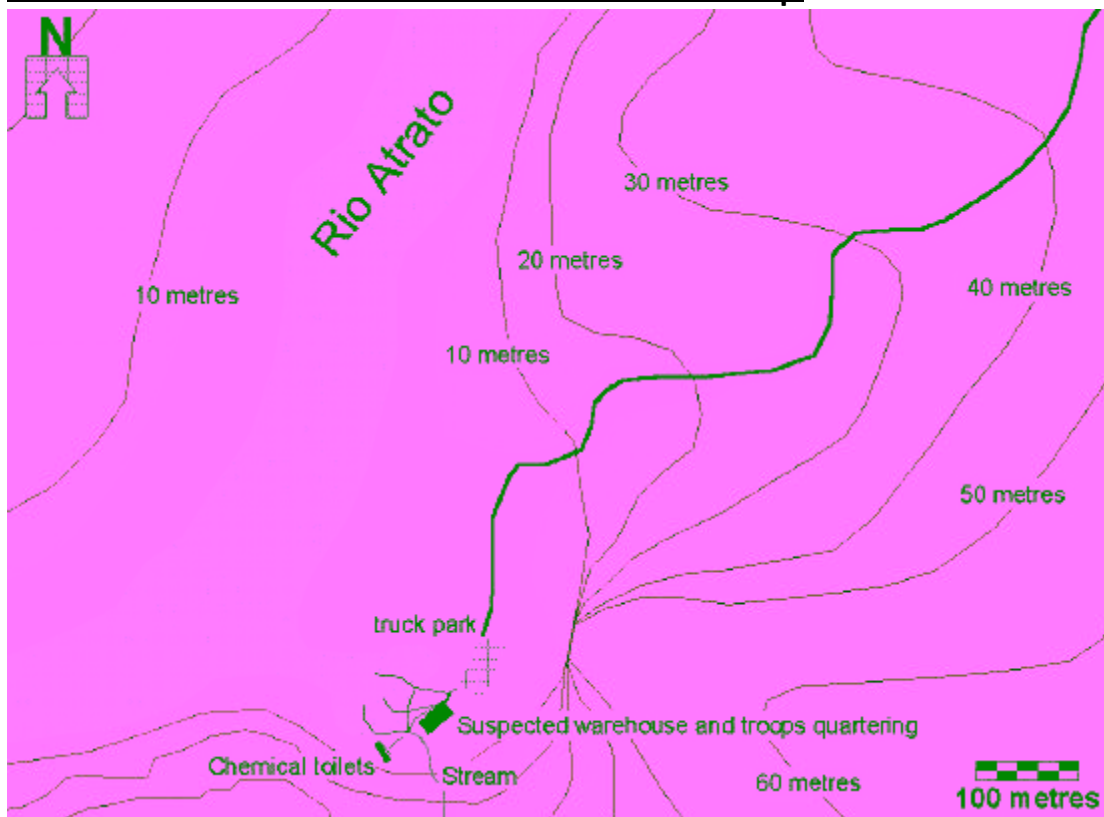 N
Rio Atrato
30 metres
20 metres
10 metres
40 metres
10 metres
50 metres
truck park
Suspected warehouse and troops quartering
Chemical toilets
Stream
60 metres
100 metres